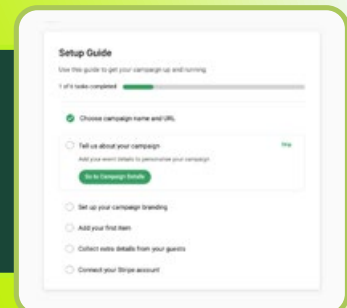 Setup Guide
Use this guide to get your campaign up and running
1 of 6 tasks completed
Choose campaign name and URL
Tell us about your campaign
Skip
Add your event details to personalise your campaign
Go to Campaign Details
Set up your campaign branding
Add your first item
Collect extra details from your guests
Connect your Stripe account